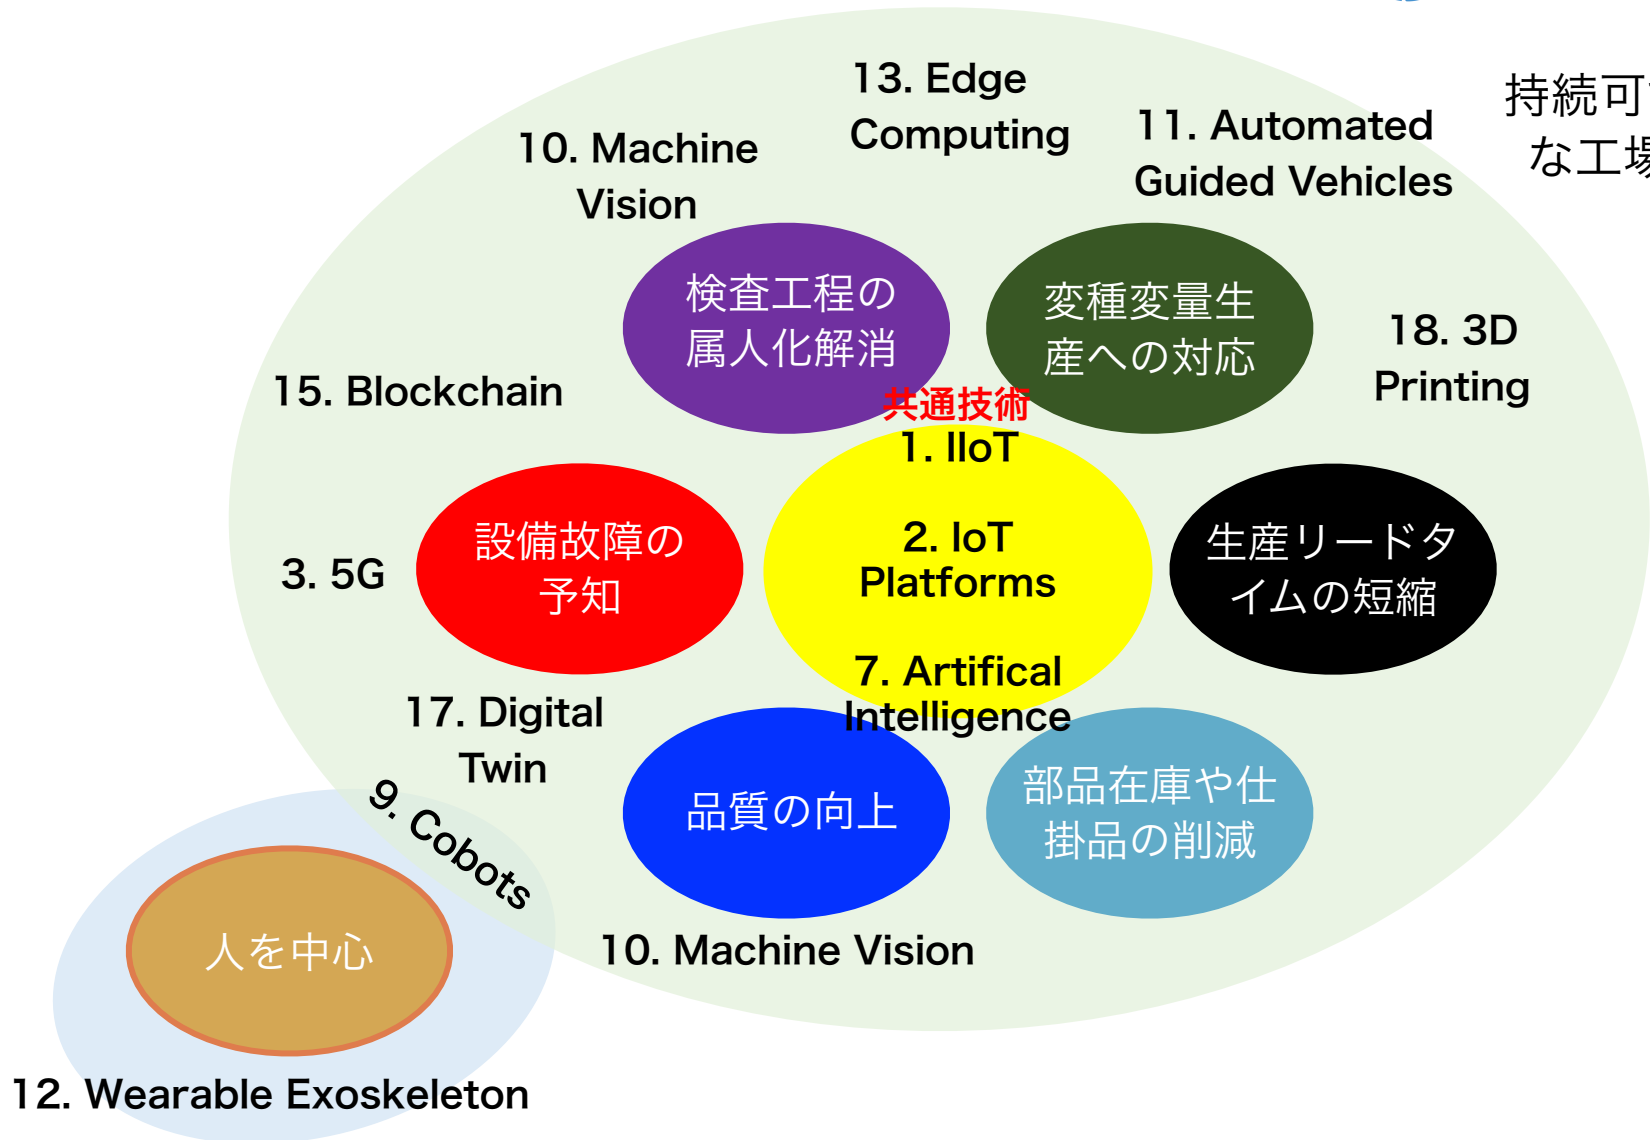 13. Edge
Computing
持続可
な工場
11. Automated
Guided Vehicles
10. Machine
Vision
検査工程の
属人化解消
変種変量生
産への対応
18. 3D
Printing
15. Blockchain
共通技術
1. IIoT
2. IoT
Platforms
7. Artifical
Intelligence
設備故障の
予知
3. 5G
生産リードタ
イムの短縮
17. Digital
Twin
9. Cobots
品質の向上
部品在庫や仕
掛品の削減
人を中心
10. Machine Vision
12. Wearable Exoskeleton